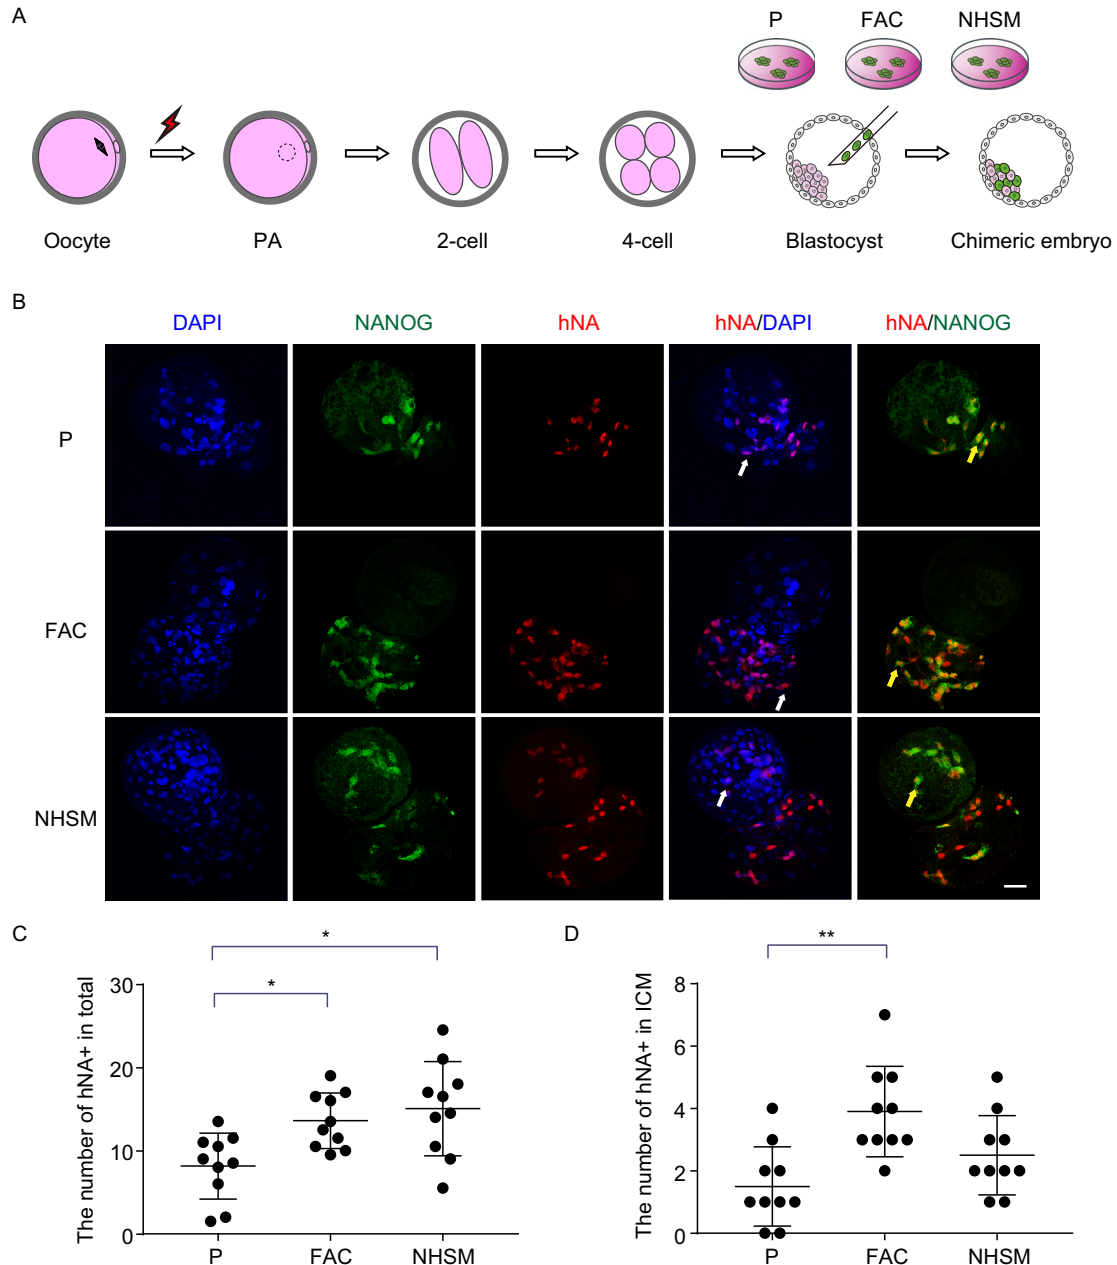 A
P FAC NHSM
Oocyte PA 2-cell 4-cell Blastocyst Chimeric embryo
B
DAPI NANOG hNA hNA/DAPI hNA/NANOG
P
FAC
NHSM
C
*
*
The number of hNA+ in total
30
20
10
0
P FAC NHSM
D
**
The number of hNA+ in ICM
8
6
4
2
0
P FAC NHSM